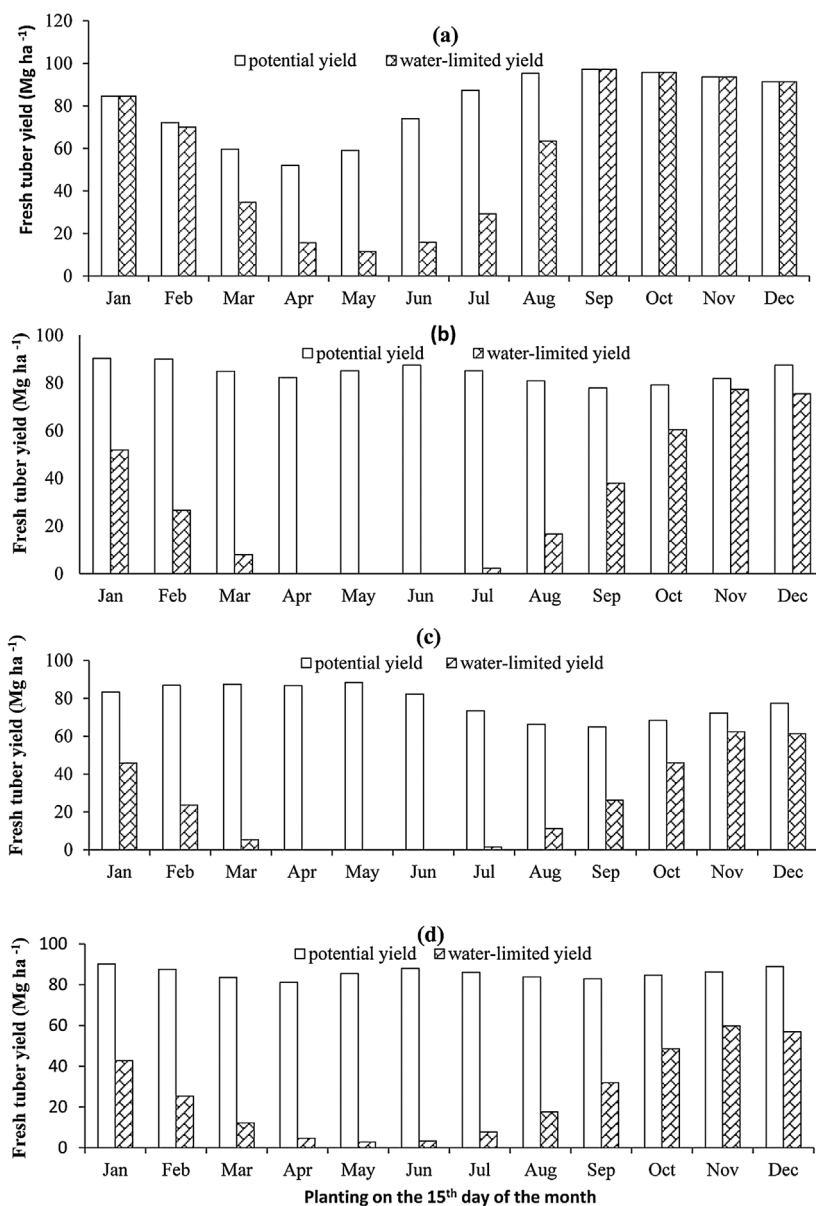 (a)
potential yield water-limited yield
Fresh tuber yield (Mg ha -1)
120
100
80
60
40
20
0
Jan Feb Mar Apr May Jun Jul Aug Sep Oct Nov Dec
(b)
potential yield water-limited yield
Fresh tuber yield (Mg ha -1)
100
80
60
40
20
0
Jan Feb Mar Apr May Jun Jul Aug Sep Oct Nov Dec
(c)
potential yield water-limited yield
Fresh tuber yield (Mg ha -1)
100
80
60
40
20
0
Jan Feb Mar Apr May Jun Jul Aug Sep Oct Nov Dec
(d)
potential yield water-limited yield
Fresh tuber yield (Mg ha -1)
100
80
60
40
20
0
Jan Feb Mar Apr May Jun Jul Aug Sep Oct Nov Dec
Planting on the 15th day of the month